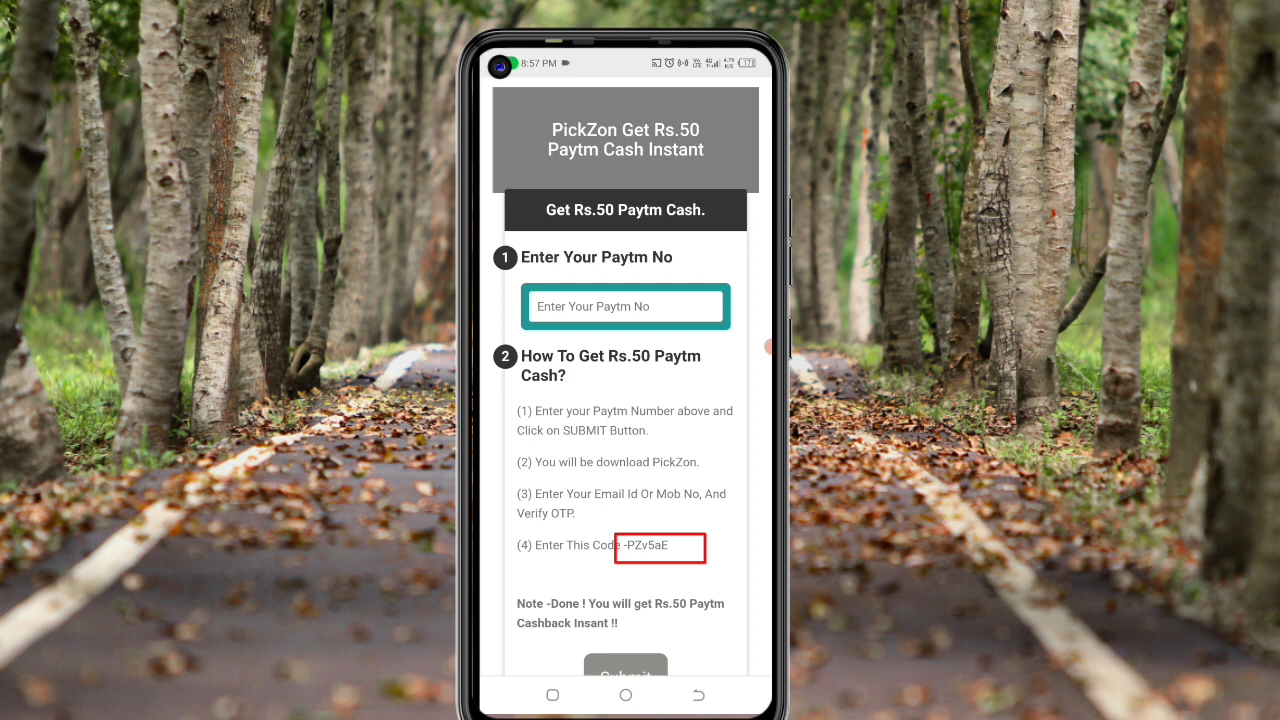 8:57 PM
PickZon Get Rs.50
Paytm Cash Instant
Get Rs.50 Paytm Cash.
1 Enter Your Paytm No
Enter Your Paytm No
2 How To Get Rs.50 Paytm
Cash?
(1) Enter your Paytm Number above and
Click on SUBMIT Button.
(2) You will be download PickZon.
(3) Enter Your Email Id Or Mob No, And
Verify OTP.
(4) Enter This Code -PZv5aE
Note -Done ! You will get Rs.50 Paytm
Cashback Insant !!
Submit